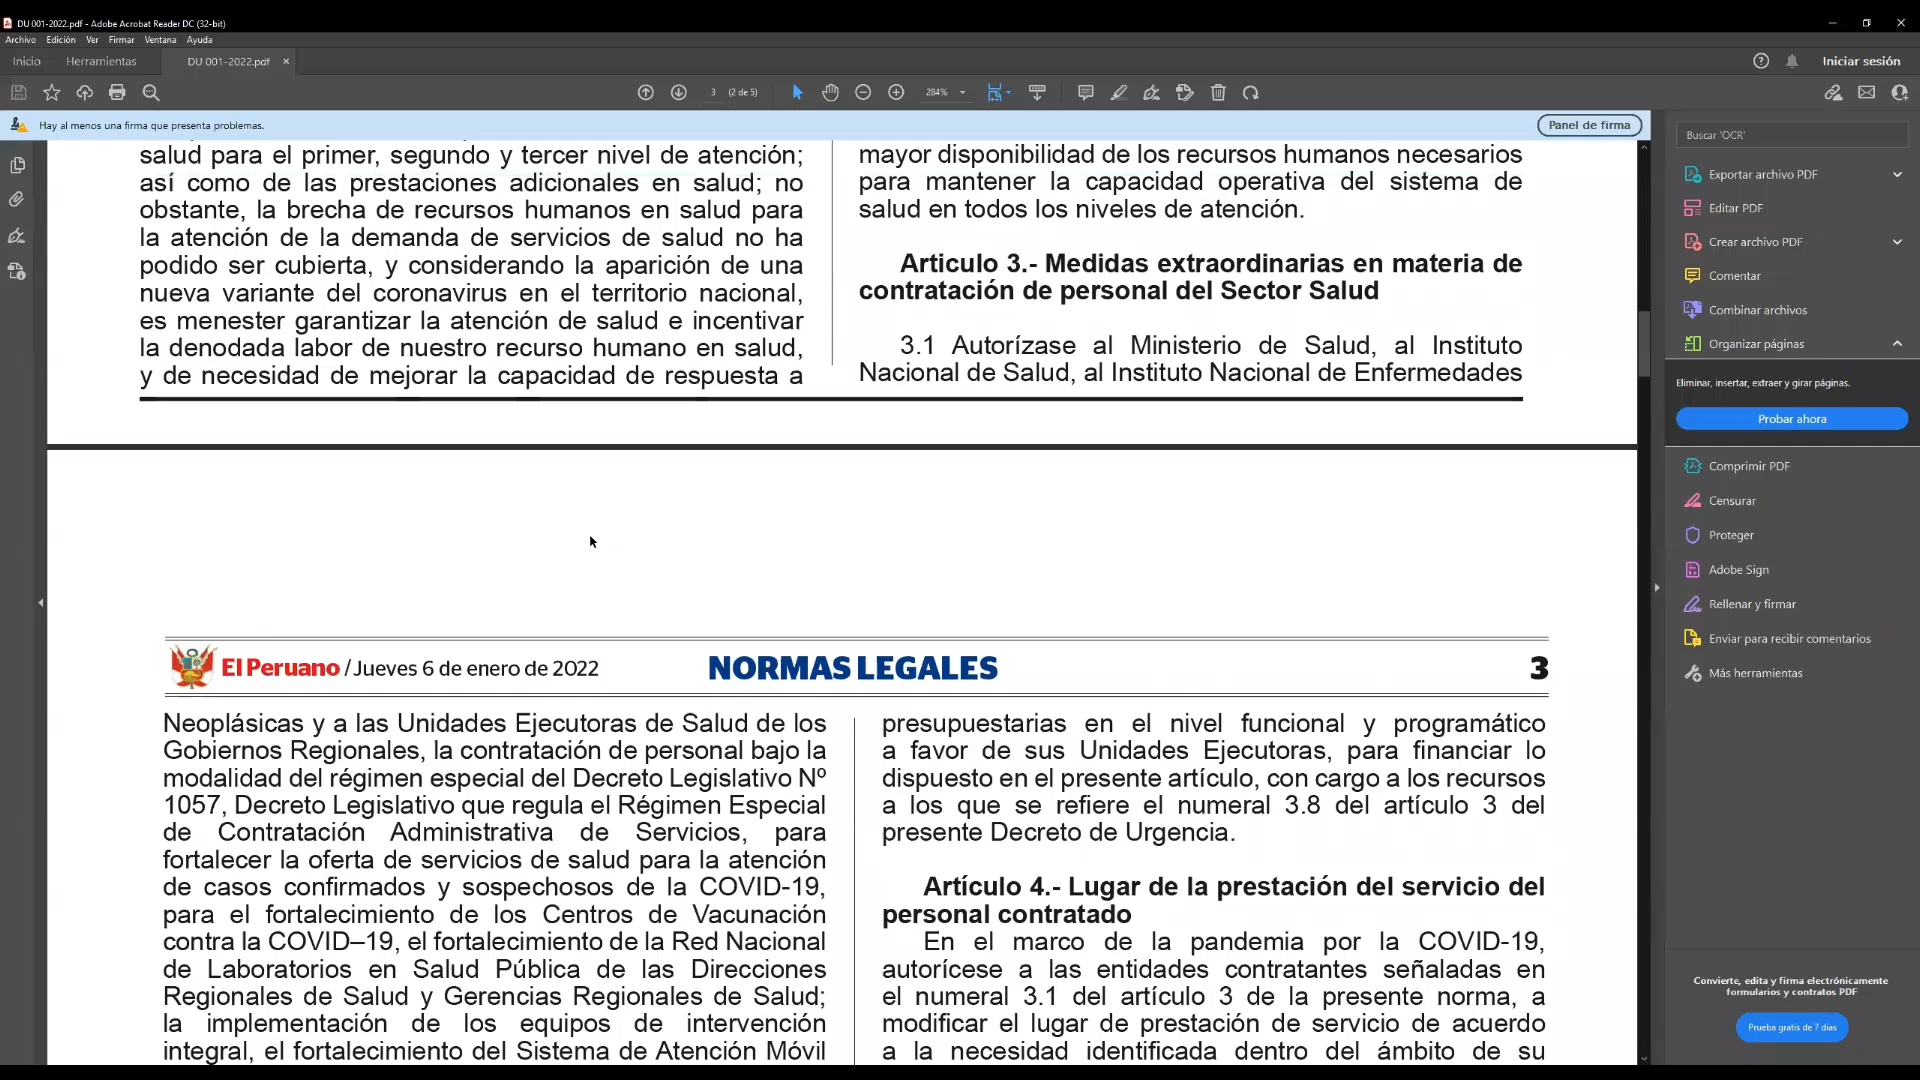 DU 001-2022.pdf - Adobe Acrobat Reader DC (32-bit)
Archivo Edición Ver Firmar Ventana Ayuda
Inicio Herramientas DU 001-2022.pdf × Iniciar sesión
3 (2 de 5) 284%
Hay al menos una firma que presenta problemas. Panel de firma
salud para el primer, segundo y tercer nivel de atención;
así como de las prestaciones adicionales en salud; no
obstante, la brecha de recursos humanos en salud para
la atención de la demanda de servicios de salud no ha
podido ser cubierta, y considerando la aparición de una
nueva variante del coronavirus en el territorio nacional,
es menester garantizar la atención de salud e incentivar
la denodada labor de nuestro recurso humano en salud,
y de necesidad de mejorar la capacidad de respuesta a
mayor disponibilidad de los recursos humanos necesarios
para mantener la capacidad operativa del sistema de
salud en todos los niveles de atención.
Articulo 3.- Medidas extraordinarias en materia de
contratación de personal del Sector Salud
3.1 Autorízase al Ministerio de Salud, al Instituto
Nacional de Salud, al Instituto Nacional de Enfermedades
El Peruano / Jueves 6 de enero de 2022 NORMAS LEGALES 3
Neoplásicas y a las Unidades Ejecutoras de Salud de los
Gobiernos Regionales, la contratación de personal bajo la
modalidad del régimen especial del Decreto Legislativo Nº
1057, Decreto Legislativo que regula el Régimen Especial
de Contratación Administrativa de Servicios, para
fortalecer la oferta de servicios de salud para la atención
de casos confirmados y sospechosos de la COVID-19,
para el fortalecimiento de los Centros de Vacunación
contra la COVID–19, el fortalecimiento de la Red Nacional
de Laboratorios en Salud Pública de las Direcciones
Regionales de Salud y Gerencias Regionales de Salud;
la implementación de los equipos de intervención
integral, el fortalecimiento del Sistema de Atención Móvil
presupuestarias en el nivel funcional y programático
a favor de sus Unidades Ejecutoras, para financiar lo
dispuesto en el presente artículo, con cargo a los recursos
a los que se refiere el numeral 3.8 del artículo 3 del
presente Decreto de Urgencia.
Artículo 4.- Lugar de la prestación del servicio del
personal contratado
En el marco de la pandemia por la COVID-19,
autorícese a las entidades contratantes señaladas en
el numeral 3.1 del artículo 3 de la presente norma, a
modificar el lugar de prestación de servicio de acuerdo
a la necesidad identificada dentro del ámbito de su
Buscar 'OCR'
Exportar archivo PDF
Editar PDF
Crear archivo PDF
Comentar
Combinar archivos
Organizar páginas
Eliminar, insertar, extraer y girar páginas.
Probar ahora
Comprimir PDF
Censurar
Proteger
Adobe Sign
Rellenar y firmar
Enviar para recibir comentarios
Más herramientas
Convierte, edita y firma electrónicamente
formularios y contratos PDF
Prueba gratis de 7 días